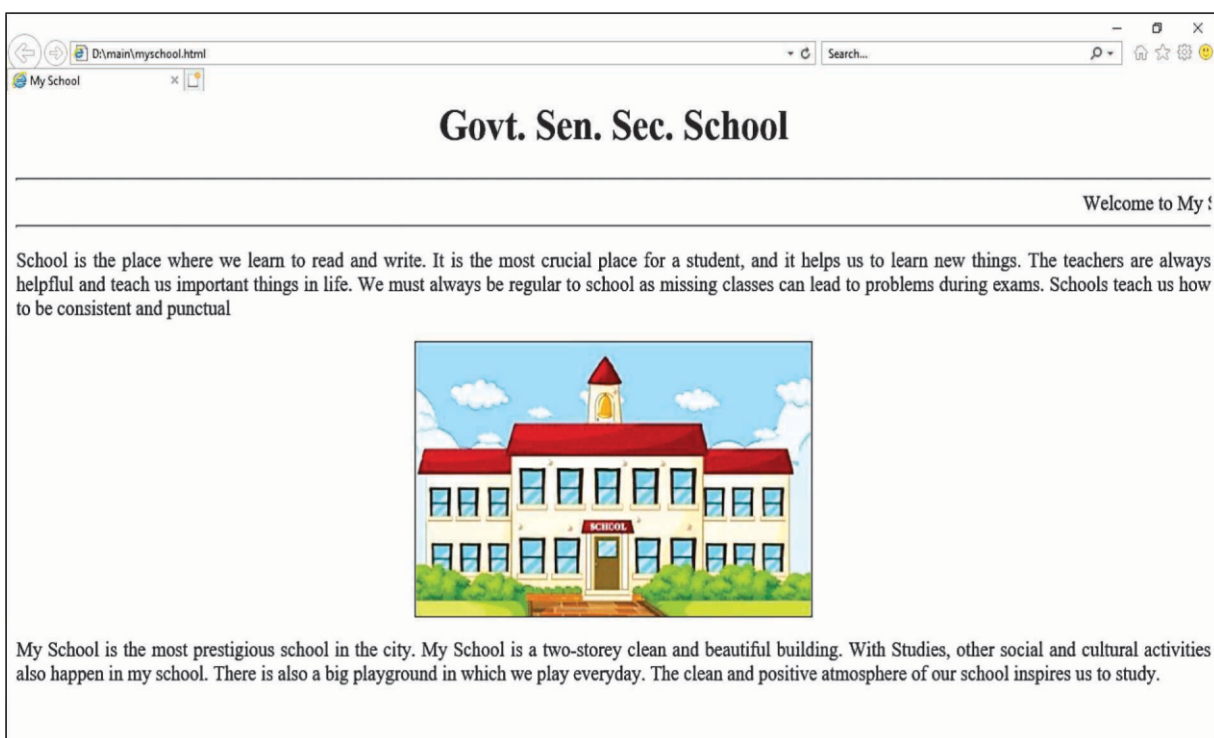 D:\main\myschool.html
Search...
My School
Govt. Sen. Sec. School
Welcome to My
School is the place where we learn to read and write. It is the most crucial place for a student, and it helps us to learn new things. The teachers are always
helpflul and teach us important things in life. We must always be regular to school as missing classes can lead to problems during exams. Schools teach us how
to be consistent and punctual
SCHOOL
My School is the most prestigious school in the city. My School is a two-storey clean and beautiful building. With Studies, other social and cultural activities
also happen in my school. There is also a big playground in which we play everyday. The clean and positive atmosphere of our school inspires us to study.